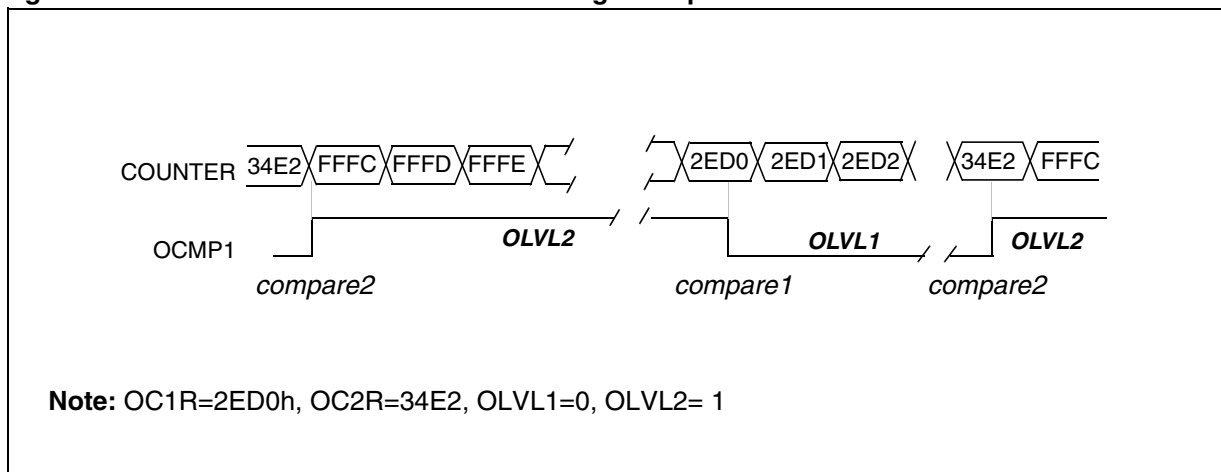 COUNTER 34E2 FFFC FFFD FFFE 2ED0 2ED1 2ED2 34E2 FFFC
OCMP1 OLVL2 OLVL1 OLVL2
compare2 compare1 compare2
Note: OC1R=2ED0h, OC2R=34E2, OLVL1=0, OLVL2= 1